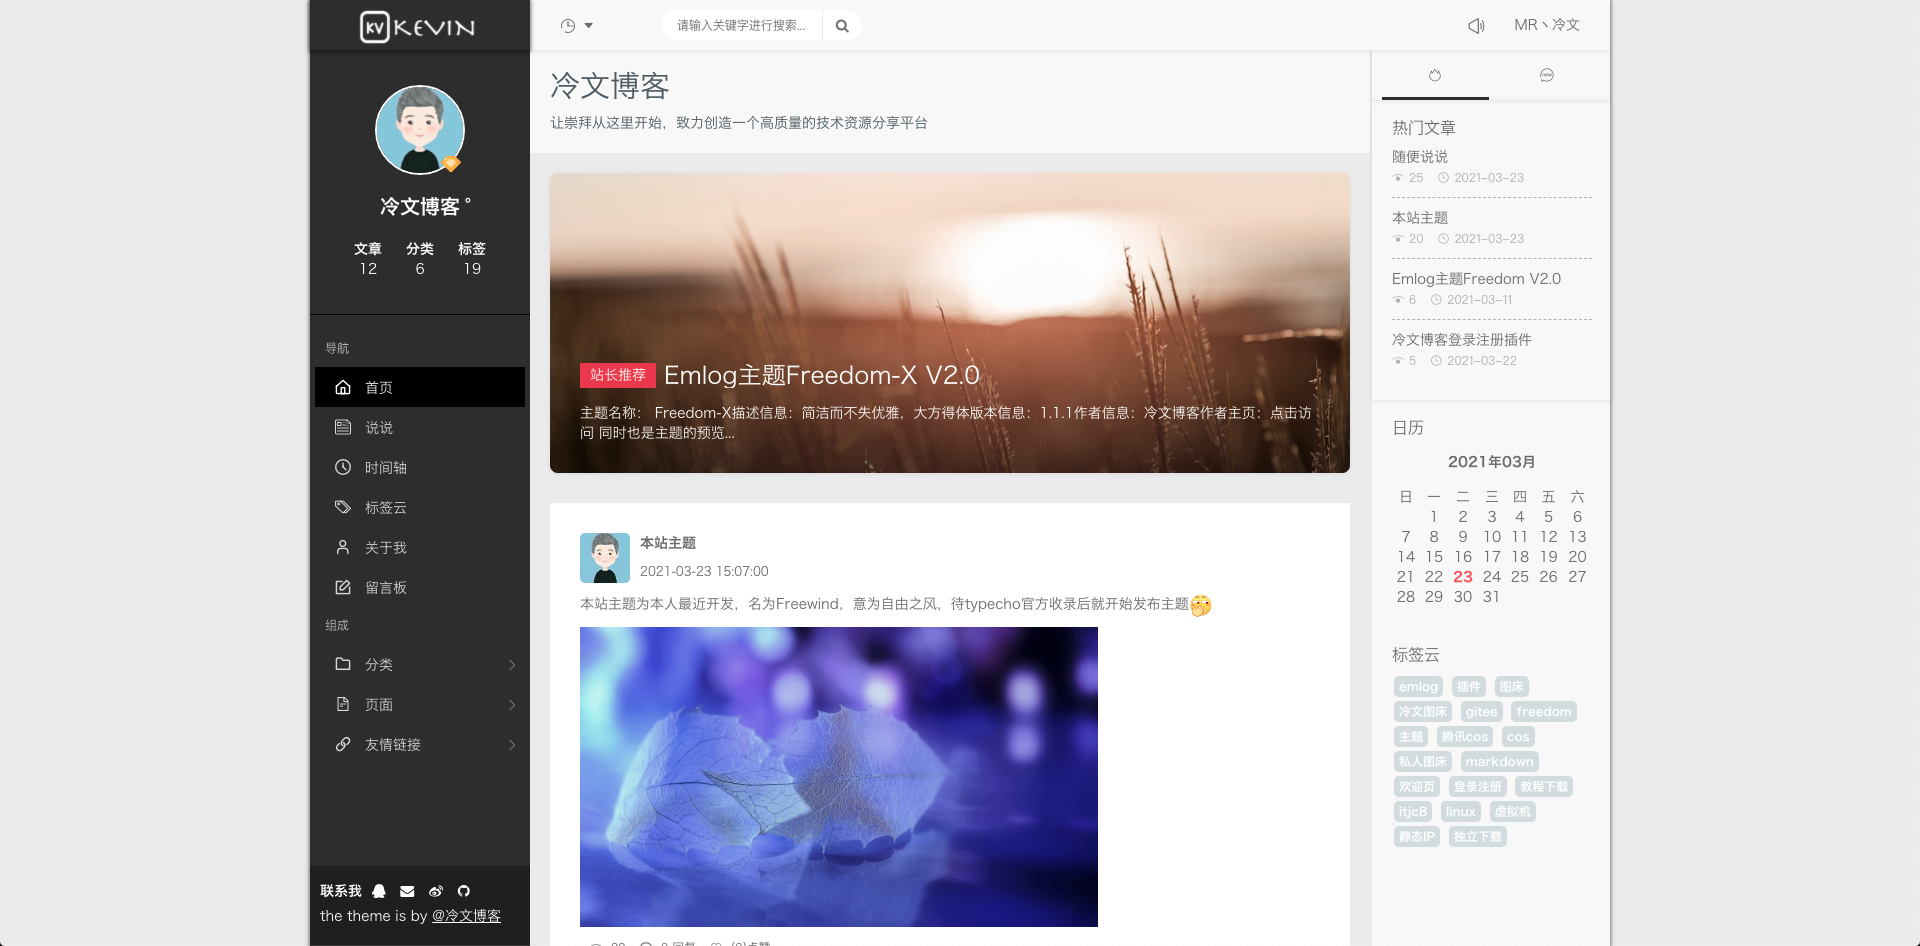 KV KEVIN
请输入关键字进行搜索...
MR丶冷文
冷文博客°
文章 分类 标签
12 6 19
导航
首页
说说
时间轴
标签云
关于我
留言板
组成
分类
页面
友情链接
联系我
the theme is by @冷文博客
冷文博客
让崇拜从这里开始，致力创造一个高质量的技术资源分享平台
站长推荐 Emlog主题Freedom-X V2.0
主题名称： Freedom-X描述信息：简洁而不失优雅，大方得体版本信息：1.1.1作者信息：冷文博客作者主页：点击访
问 同时也是主题的预览...
本站主题
2021-03-23 15:07:00
本站主题为本人最近开发，名为Freewind，意为自由之风，待typecho官方收录后就开始发布主题
热门文章
随便说说
25 2021-03-23
本站主题
20 2021-03-23
Emlog主题Freedom V2.0
6 2021-03-11
冷文博客登录注册插件
5 2021-03-22
日历
2021年03月
日 一 二 三 四 五 六
1 2 3 4 5 6
7 8 9 10 11 12 13
14 15 16 17 18 19 20
21 22 23 24 25 26 27
28 29 30 31
标签云
emlog 插件 图床
冷文图床 gitee freedom
主题 腾讯cos cos
私人图床 markdown
欢迎页 登录注册 教程下载
itjc8 linux 虚拟机
静态IP 独立下载